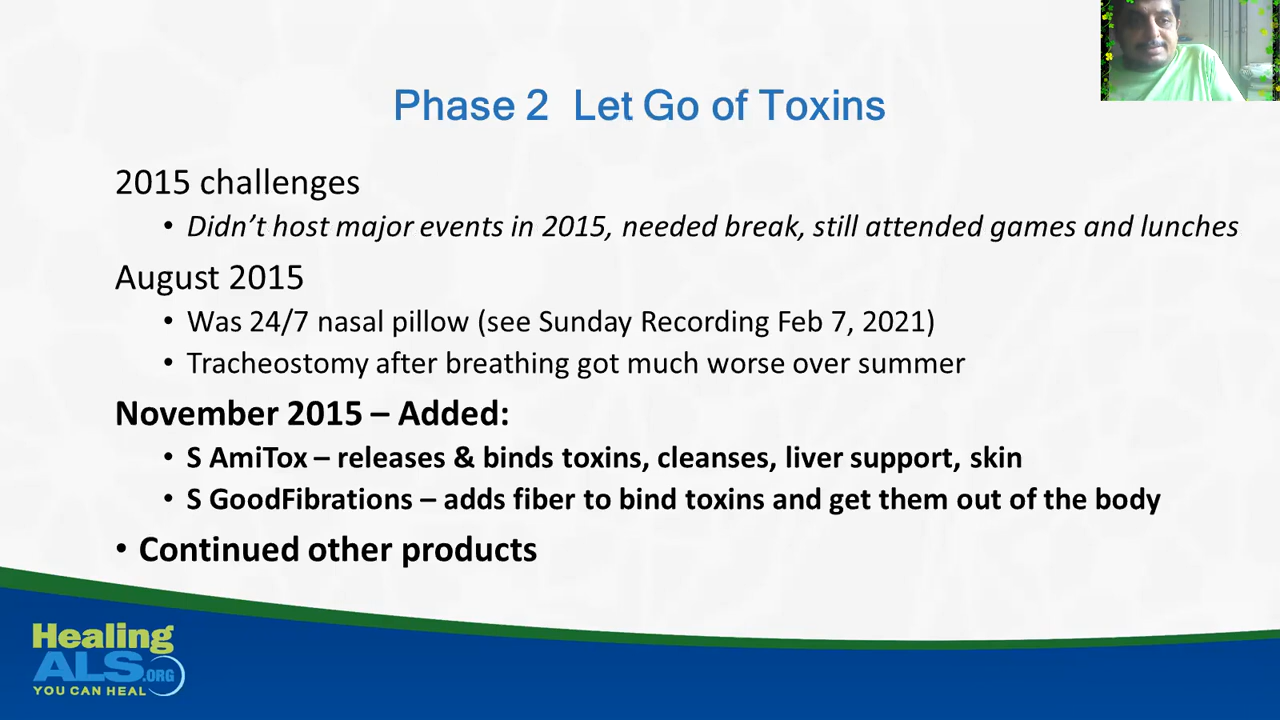 Phase 2 Let Go of Toxins
2015 challenges
• Didn’t host major events in 2015, needed break, still attended games and lunches
August 2015
• Was 24/7 nasal pillow (see Sunday Recording Feb 7, 2021)
• Tracheostomy after breathing got much worse over summer
November 2015 – Added:
• S AmiTox – releases & binds toxins, cleanses, liver support, skin
• S GoodFibrations – adds fiber to bind toxins and get them out of the body
• Continued other products
Healing
ALS.ORG
YOU CAN HEAL